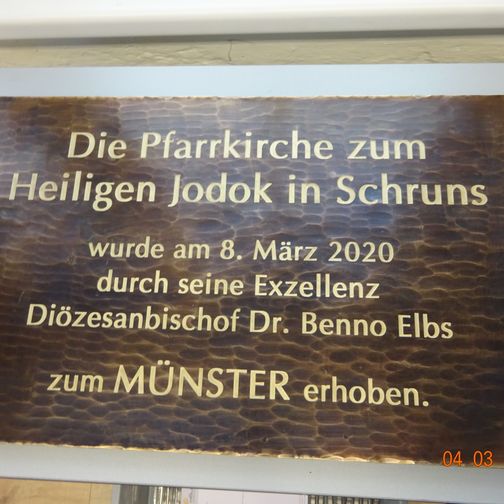 Die Pfarrkirche zum
Heiligen Jodok in Schruns
wurde am 8. März 2020
durch seine Exzellenz
Diözesanbischof Dr. Benno Elbs
zum MÜNSTER erhoben.
04 03